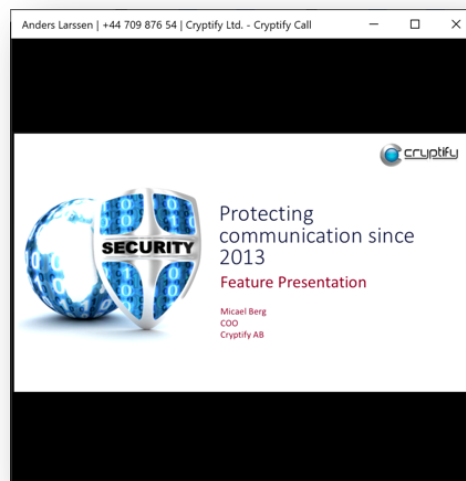 Anders Larssen | +44 709 876 54 | Cryptify Ltd. - Cryptify Call
cryptify
SECURITY
Protecting
communication since
2013
Feature Presentation
Micael Berg
COO
Cryptify AB